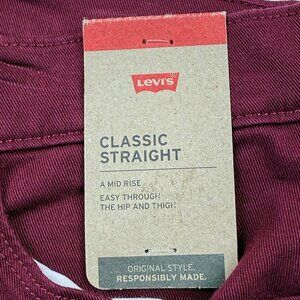 LEVI'S
CLASSIC
STRAIGHT
A MID RISE
EASY THROUGH
THE HIP AND THIGH
ORIGINAL STYLE.
RESPONSIBLY MADE.